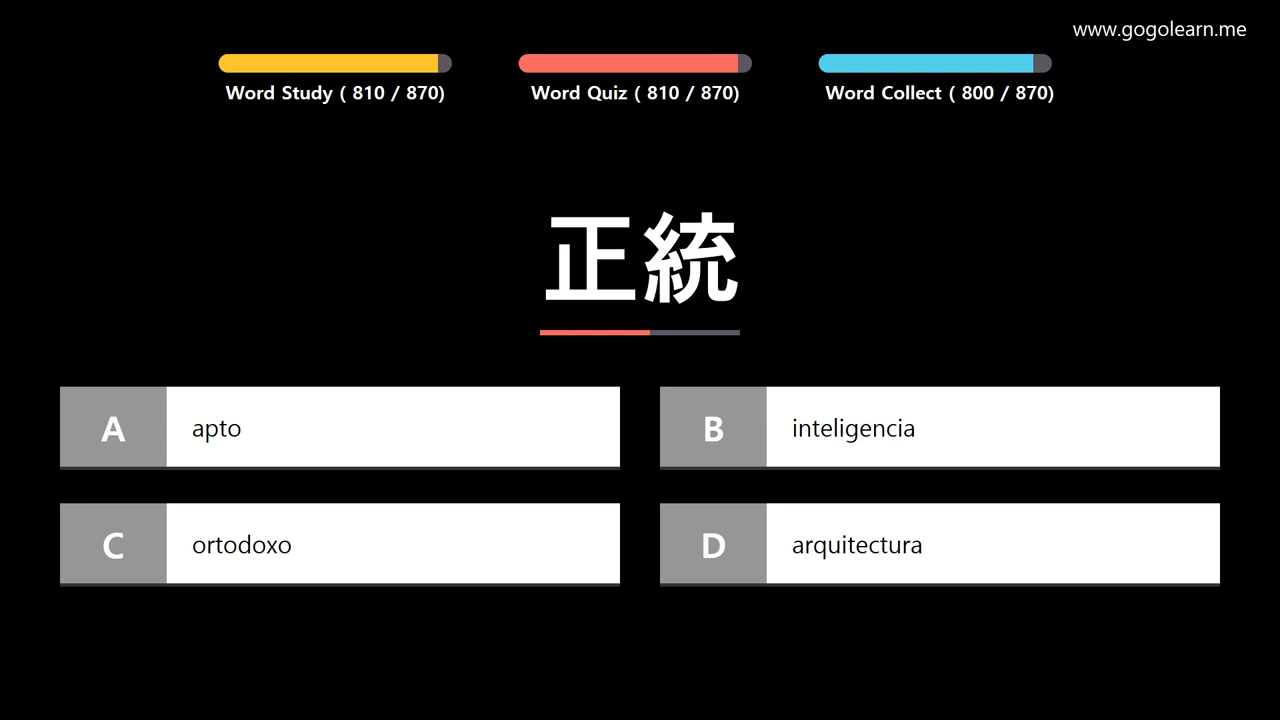 www.gogolearn.me
Word Study ( 810 / 870)
Word Quiz ( 810 / 870)
Word Collect ( 800 / 870)
正統
A apto
B inteligencia
C ortodoxo
D arquitectura